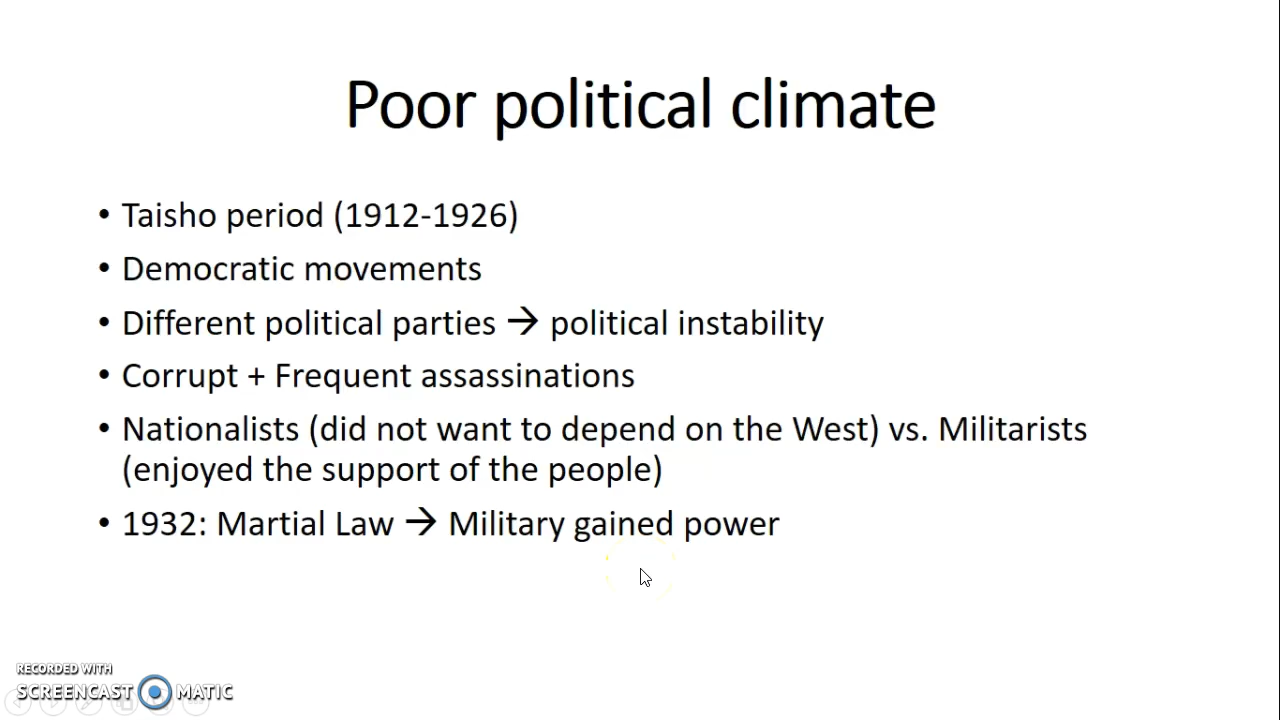 Poor political climate
• Taisho period (1912-1926)
• Democratic movements
• Different political parties → political instability
• Corrupt + Frequent assassinations
• Nationalists (did not want to depend on the West) vs. Militarists
(enjoyed the support of the people)
• 1932: Martial Law → Military gained power
RECORDED WITH
SCREENCAST MATIC